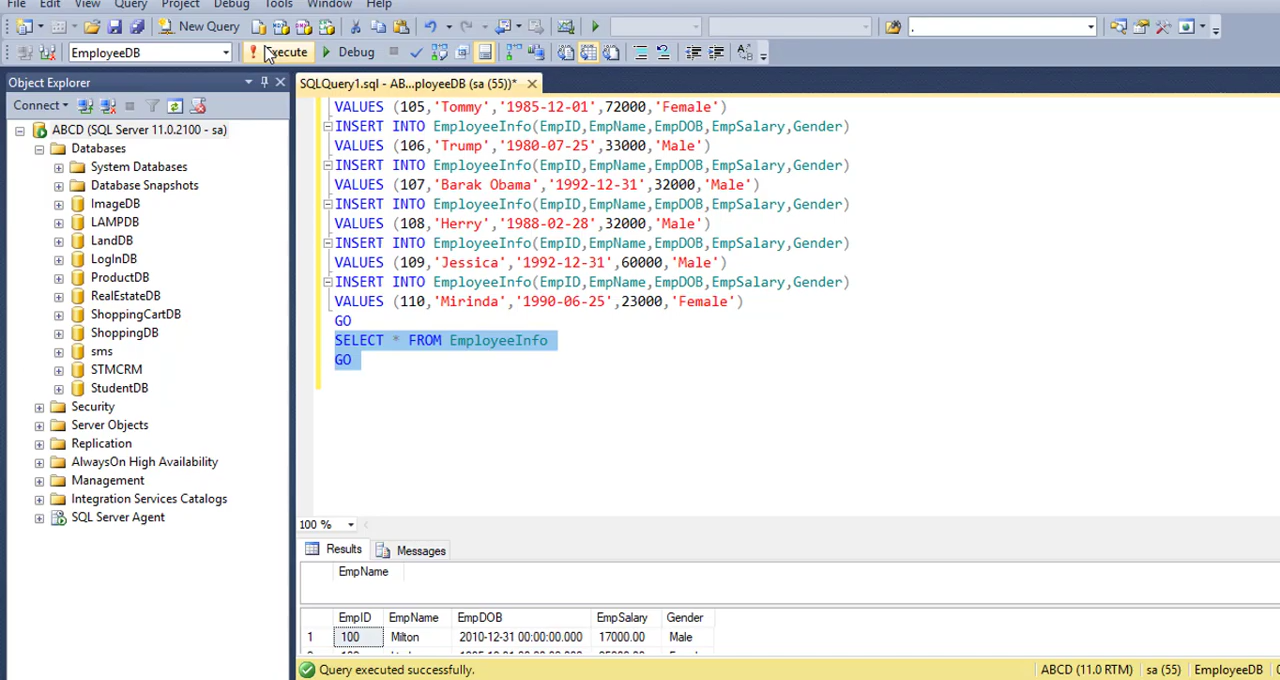 File Edit View Query Project Debug Tools Window Help
New Query .
EmployeeDB Execute Debug
Object Explorer
SQLQuery1.sql - AB...ployeeDB (sa (55))*
Connect
ABCD (SQL Server 11.0.2100 - sa)
Databases
System Databases
Database Snapshots
ImageDB
LAMPDB
LandDB
LogInDB
ProductDB
RealEstateDB
ShoppingCartDB
ShoppingDB
sms
STMCRM
StudentDB
Security
Server Objects
Replication
AlwaysOn High Availability
Management
Integration Services Catalogs
SQL Server Agent
VALUES (105,'Tommy','1985-12-01',72000,'Female')
INSERT INTO EmployeeInfo(EmpID,EmpName,EmpDOB,EmpSalary,Gender)
VALUES (106,'Trump','1980-07-25',33000,'Male')
INSERT INTO EmployeeInfo(EmpID,EmpName,EmpDOB,EmpSalary,Gender)
VALUES (107,'Barak Obama','1992-12-31',32000,'Male')
INSERT INTO EmployeeInfo(EmpID,EmpName,EmpDOB,EmpSalary,Gender)
VALUES (108,'Herry','1988-02-28',32000,'Male')
INSERT INTO EmployeeInfo(EmpID,EmpName,EmpDOB,EmpSalary,Gender)
VALUES (109,'Jessica','1992-12-31',60000,'Male')
INSERT INTO EmployeeInfo(EmpID,EmpName,EmpDOB,EmpSalary,Gender)
VALUES (110,'Mirinda','1990-06-25',23000,'Female')
GO
SELECT * FROM EmployeeInfo
GO
100 %
Results Messages
EmpName
EmpID EmpName EmpDOB EmpSalary Gender
1 100 Milton 2010-12-31 00:00:00.000 17000.00 Male
Query executed successfully.
ABCD (11.0 RTM) sa (55) EmployeeDB